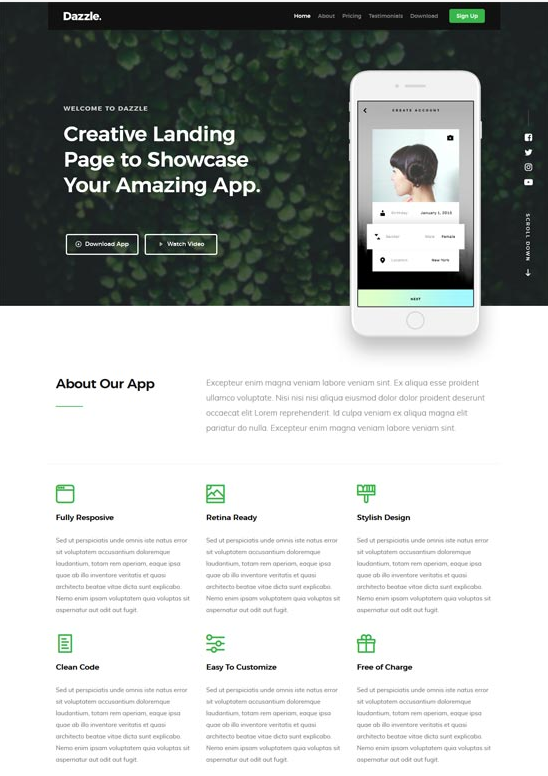 Dazzle.
Home About Pricing Testimonials Download Sign Up
WELCOME TO DAZZLE
Creative Landing
Page to Showcase
Your Amazing App.
Download App Watch Video
CREATE ACCOUNT
Birthday January 1, 2015
Gender Male Female
Location New York
NEXT
SCROLL DOWN
About Our App
Excepteur enim magna veniam labore veniam sint. Ex aliqua esse proident
ullamco voluptate. Nisi nisi nisi aliqua eiusmod dolor dolor proident deserunt
occaecat elit Lorem reprehenderit. Id culpa veniam ex aliqua magna elit
pariatur do nulla. Excepteur enim magna veniam labore veniam sint.
Fully Resposive
Sed ut perspiciatis unde omnis iste natus error
sit voluptatem accusantium doloremque
laudantium, totam rem aperiam, eaque ipsa
quae ab illo inventore veritatis et quasi
architecto beatae vitae dicta sunt explicabo.
Nemo enim ipsam voluptatem quia voluptas sit
aspernatur aut odit aut fugit.
Retina Ready
Sed ut perspiciatis unde omnis iste natus error
sit voluptatem accusantium doloremque
laudantium, totam rem aperiam, eaque ipsa
quae ab illo inventore veritatis et quasi
architecto beatae vitae dicta sunt explicabo.
Nemo enim ipsam voluptatem quia voluptas sit
aspernatur aut odit aut fugit.
Stylish Design
Sed ut perspiciatis unde omnis iste natus error
sit voluptatem accusantium doloremque
laudantium, totam rem aperiam, eaque ipsa
quae ab illo inventore veritatis et quasi
architecto beatae vitae dicta sunt explicabo.
Nemo enim ipsam voluptatem quia voluptas sit
aspernatur aut odit aut fugit.
Clean Code
Sed ut perspiciatis unde omnis iste natus error
sit voluptatem accusantium doloremque
laudantium, totam rem aperiam, eaque ipsa
quae ab illo inventore veritatis et quasi
architecto beatae vitae dicta sunt explicabo.
Nemo enim ipsam voluptatem quia voluptas sit
aspernatur aut odit aut fugit.
Easy To Customize
Sed ut perspiciatis unde omnis iste natus error
sit voluptatem accusantium doloremque
laudantium, totam rem aperiam, eaque ipsa
quae ab illo inventore veritatis et quasi
architecto beatae vitae dicta sunt explicabo.
Nemo enim ipsam voluptatem quia voluptas sit
aspernatur aut odit aut fugit.
Free of Charge
Sed ut perspiciatis unde omnis iste natus error
sit voluptatem accusantium doloremque
laudantium, totam rem aperiam, eaque ipsa
quae ab illo inventore veritatis et quasi
architecto beatae vitae dicta sunt explicabo.
Nemo enim ipsam voluptatem quia voluptas sit
aspernatur aut odit aut fugit.